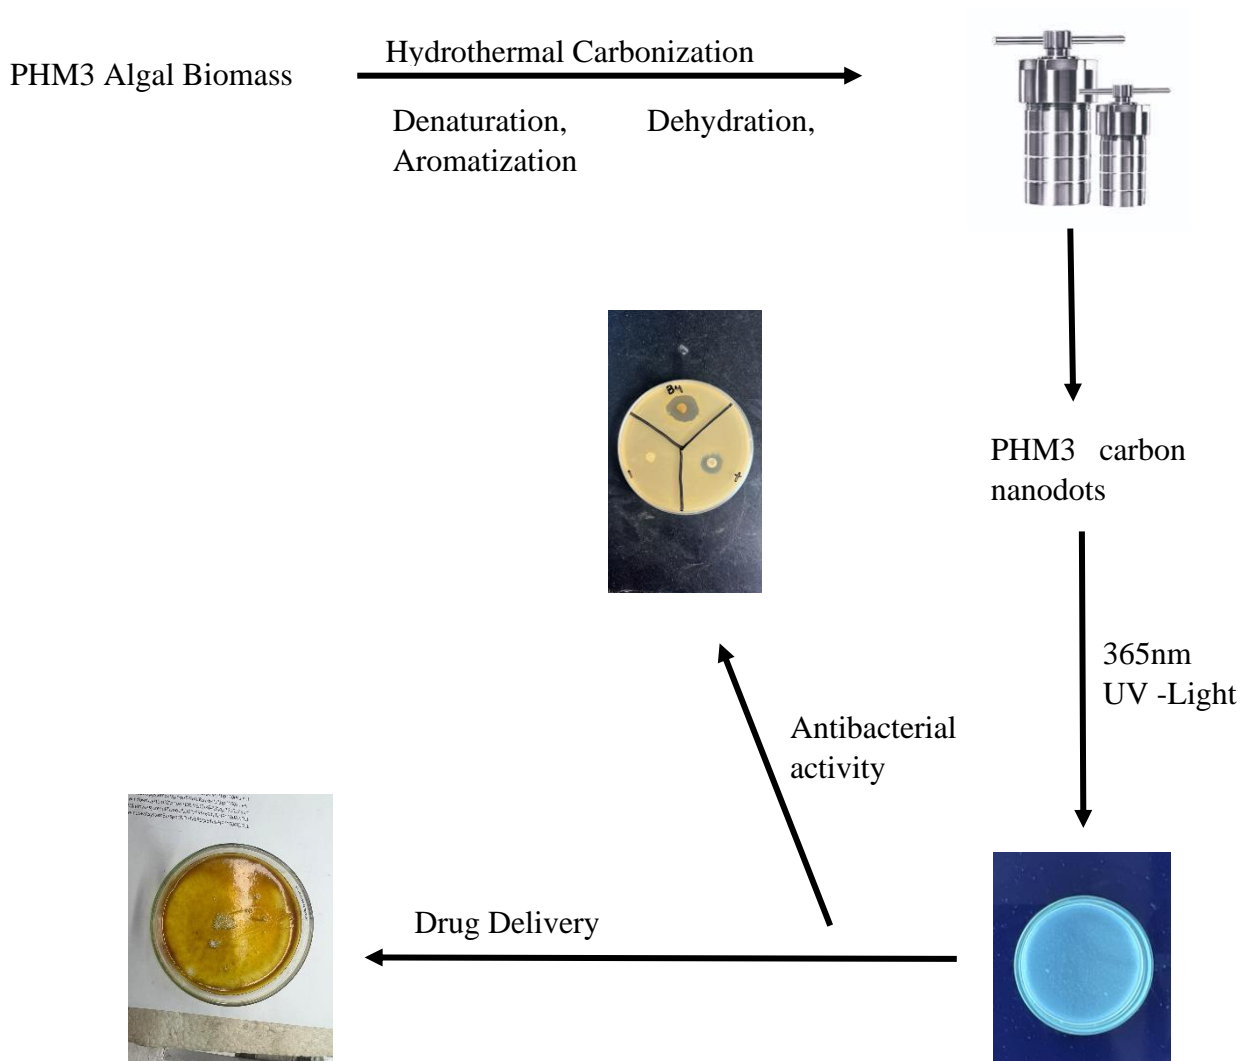 Hydrothermal Carbonization
PHM3 Algal Biomass
Denaturation, Dehydration,
Aromatization
B4
PHM3 carbon
nanodots
365nm
UV -Light
Antibacterial
activity
Drug Delivery